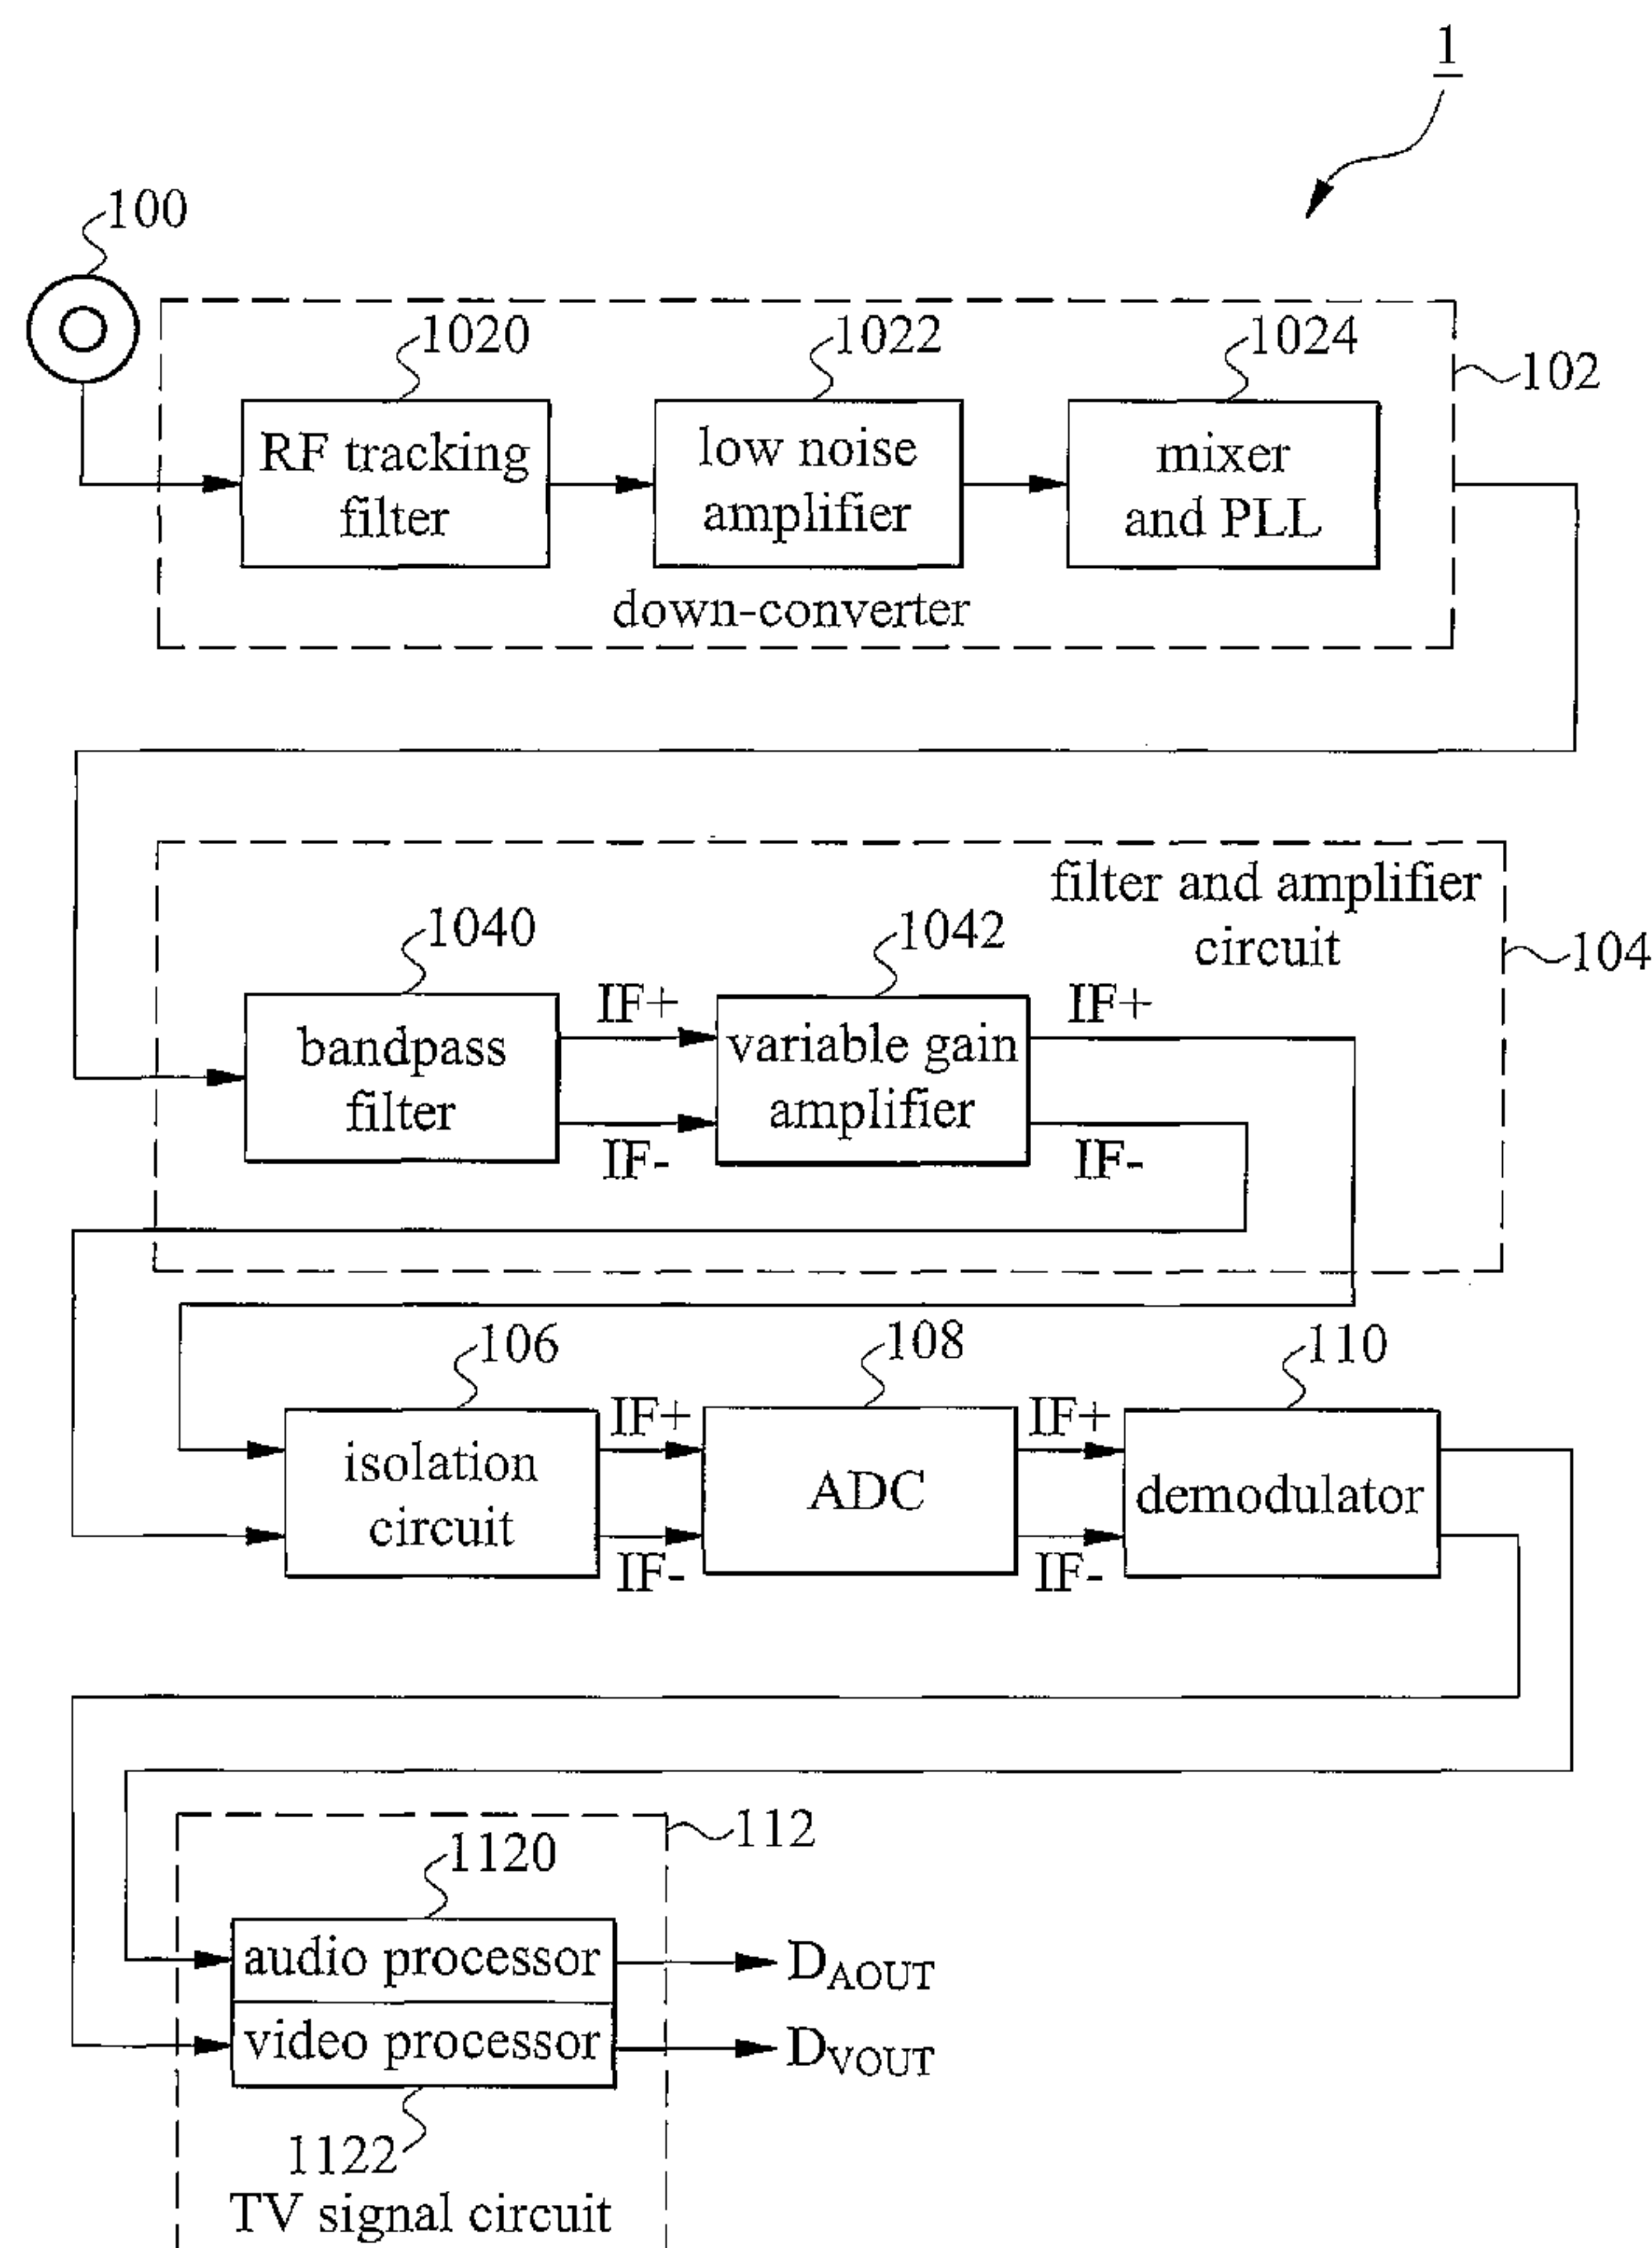 1
100
1020
1022
1024
102
RF tracking
filter
low noise
amplifier
mixer
and PLL
down-converter
filter and amplifier
circuit
104
1040
1042
IF+
IF+
bandpass
filter
variable gain
amplifier
IF-
IF-
106
108
110
IF+
IF+
isolation
circuit
ADC
demodulator
IF-
IF-
112
1120
audio processor
DAOUT
video processor
DVOUT
1122
TV signal circuit